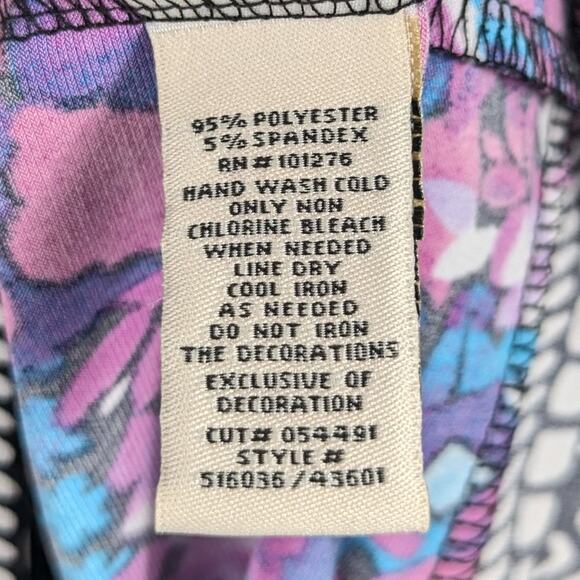 95% POLYESTER
5% SPANDEX
RN# 101276
HAND WASH COLD
ONLY NON
CHLORINE BLEACH
WHEN NEEDED
LINE DRY
COOL IRON
AS NEEDED
DO NOT IRON
THE DECORATIONS
EXCLUSIVE OF
DECORATION
CUT# 054491
STYLE #
516036/43601